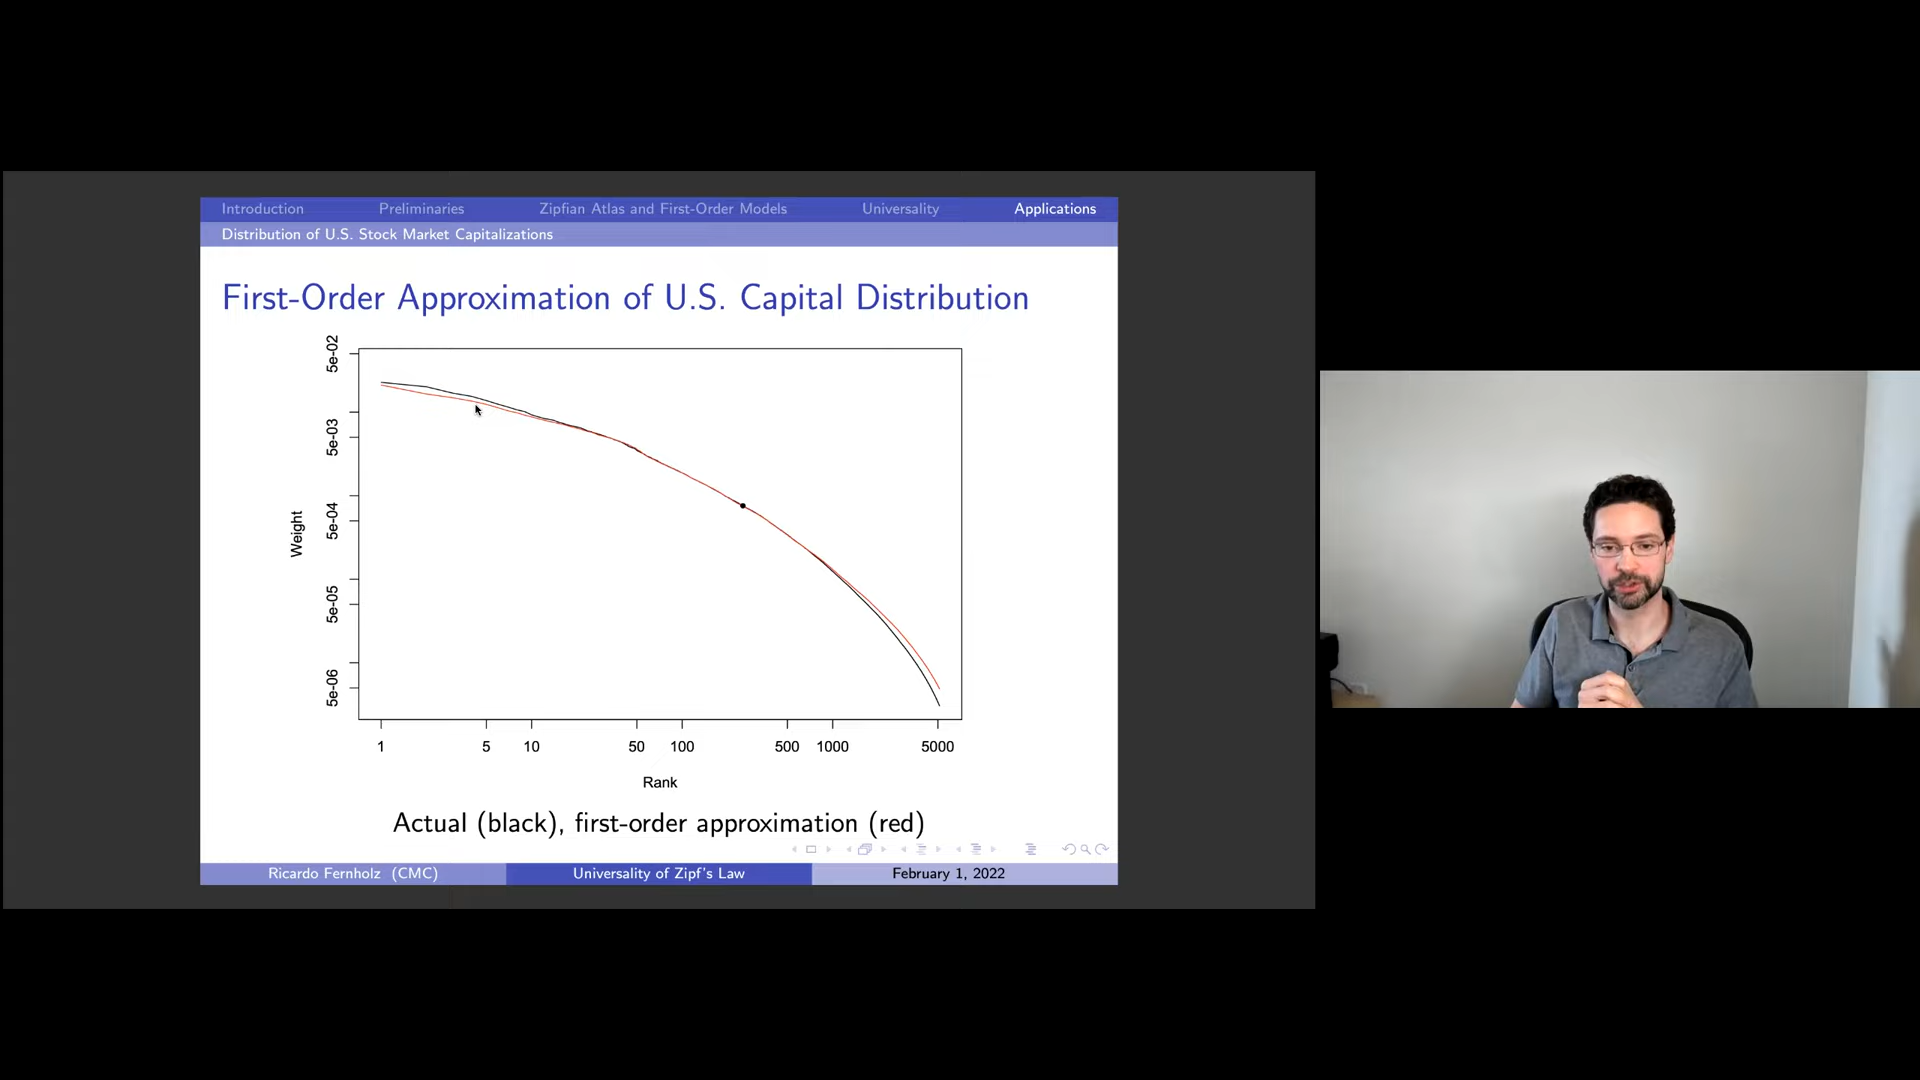 Introduction Preliminaries Zipfian Atlas and First-Order Models Universality Applications
Distribution of U.S. Stock Market Capitalizations
First-Order Approximation of U.S. Capital Distribution
5e-02
5e-03
5e-04
5e-05
5e-06
Weight
1 5 10 50 100 500 1000 5000
Rank
Actual (black), first-order approximation (red)
Ricardo Fernholz (CMC) Universality of Zipf's Law February 1, 2022